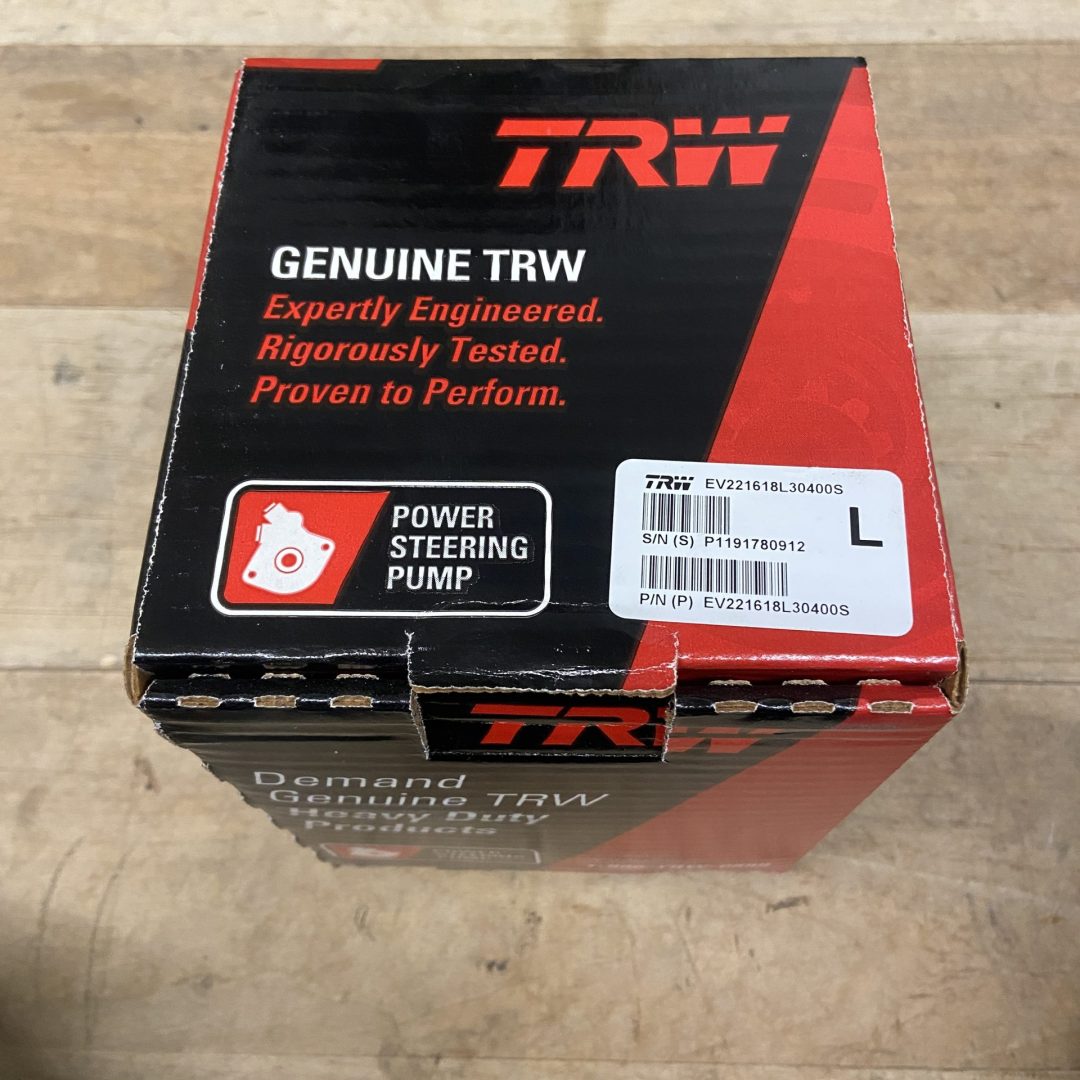 TRW
GENUINE TRW
Expertly Engineered.
Rigorously Tested.
Proven to Perform.
POWER
STEERING
PUMP
TRW EV221618L30400S
S/N (S) P1191780912
L
P/N (P) EV221618L30400S
TRW
Demand
Genuine TRW
Heavy Duty
Products